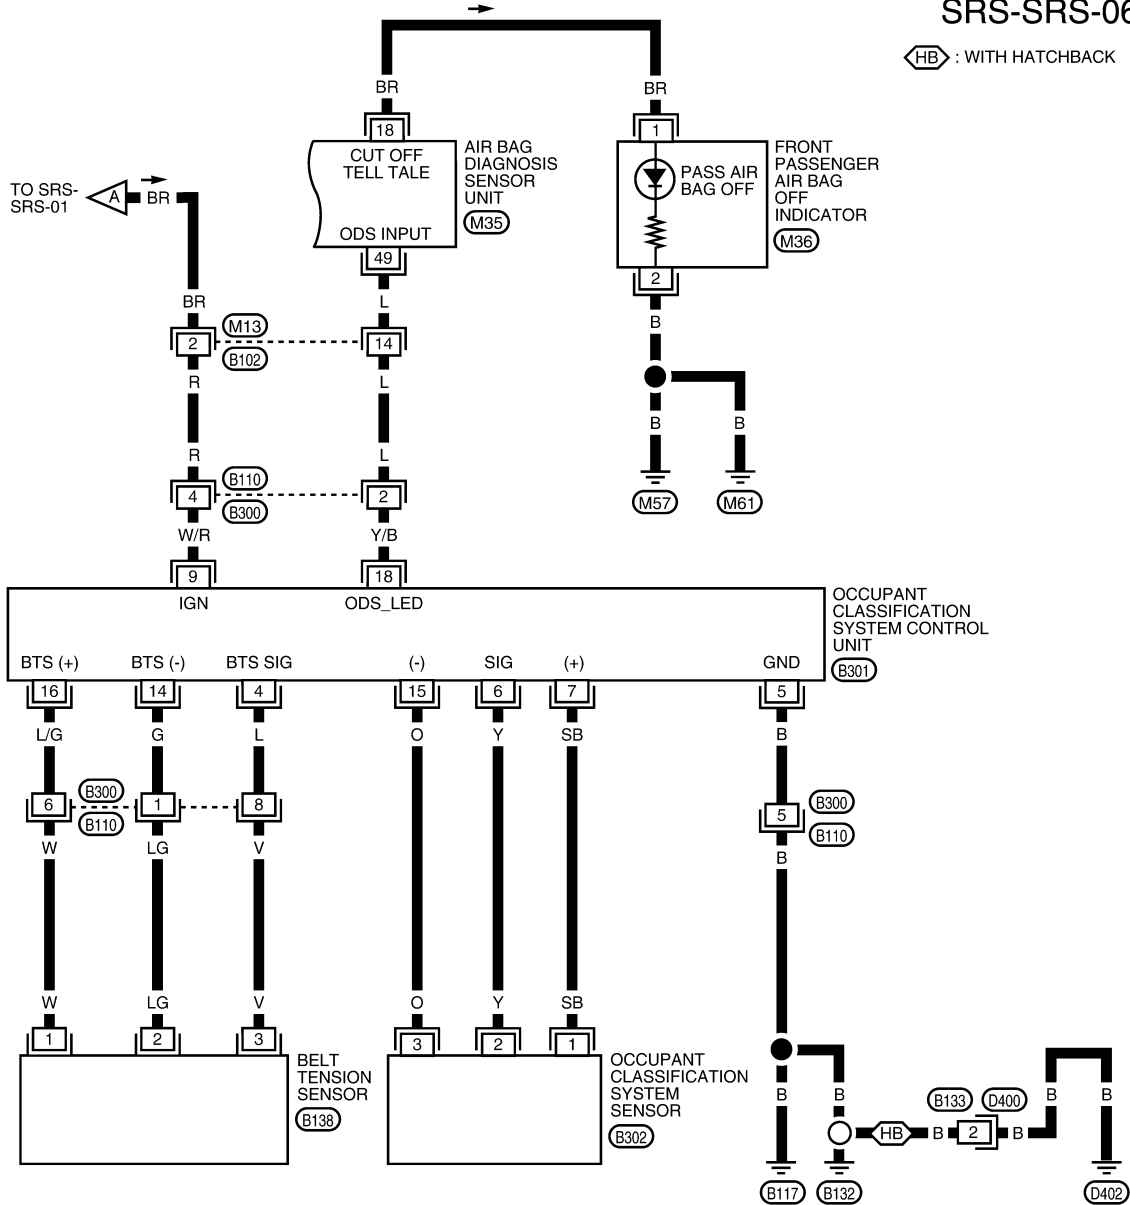 SRS-SRS-06
HB : WITH HATCHBACK
BR
BR
18
1
CUT OFF
TELL TALE
AIR BAG
DIAGNOSIS
SENSOR
UNIT
M35
ODS INPUT
49
PASS AIR
BAG OFF
FRONT
PASSENGER
AIR BAG
OFF
INDICATOR
M36
2
TO SRS-
SRS-01
A
BR
BR
L
B
2
M13
B102
14
R
L
R
L
B
B
4
B110
B300
2
M57
M61
W/R
Y/B
9
18
IGN
ODS_LED
OCCUPANT
CLASSIFICATION
SYSTEM CONTROL
UNIT
B301
BTS (+)
BTS (-)
BTS SIG
(-)
SIG
(+)
GND
16
14
4
15
6
7
5
L/G
G
L
O
Y
SB
B
6
B300
B110
1
8
5
B300
B110
W
LG
V
B
W
LG
V
O
Y
SB
1
2
3
3
2
1
BELT
TENSION
SENSOR
B138
OCCUPANT
CLASSIFICATION
SYSTEM
SENSOR
B302
B
B
B
B
B133
D400
HB
B
2
B
B117
B132
D402